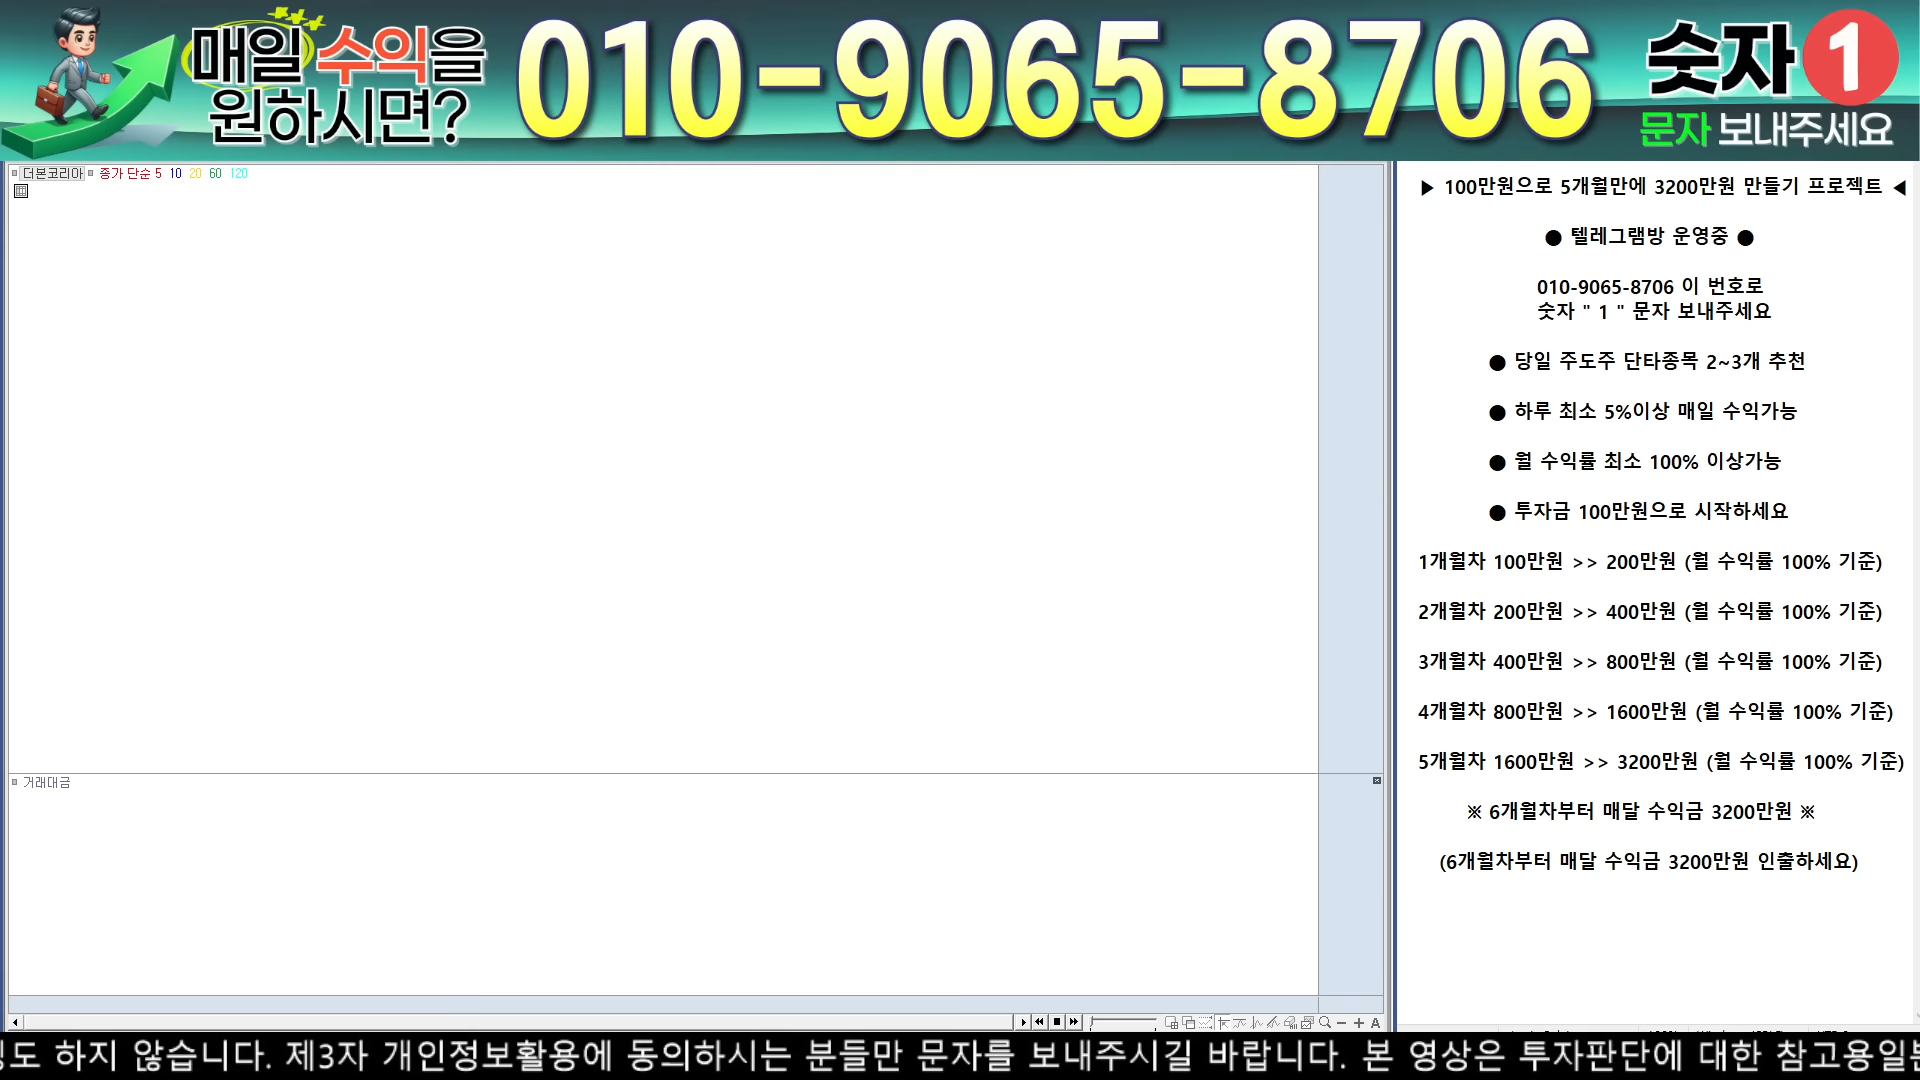 매일 수익을
원하시면?
010-9065-8706
숫자 1
문자 보내주세요
더본코리아 종가 단순 5 10 20 60 120
거래대금
▶ 100만원으로 5개월만에 3200만원 만들기 프로젝트 ◀
● 텔레그램방 운영중 ●
010-9065-8706 이 번호로
숫자 " 1 " 문자 보내주세요
● 당일 주도주 단타종목 2~3개 추천
● 하루 최소 5%이상 매일 수익가능
● 월 수익률 최소 100% 이상가능
● 투자금 100만원으로 시작하세요
1개월차 100만원 >> 200만원 (월 수익률 100% 기준)
2개월차 200만원 >> 400만원 (월 수익률 100% 기준)
3개월차 400만원 >> 800만원 (월 수익률 100% 기준)
4개월차 800만원 >> 1600만원 (월 수익률 100% 기준)
5개월차 1600만원 >> 3200만원 (월 수익률 100% 기준)
※ 6개월차부터 매달 수익금 3200만원 ※
(6개월차부터 매달 수익금 3200만원 인출하세요)
A
도 하지 않습니다. 제3자 개인정보활용에 동의하시는 분들만 문자를 보내주시길 바랍니다. 본 영상은 투자판단에 대한 참고용일